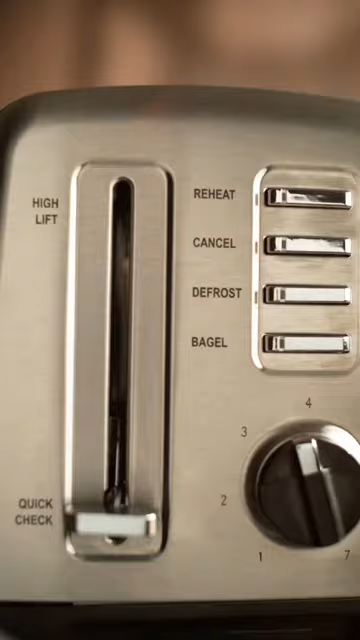 HIGH
LIFT
REHEAT
CANCEL
DEFROST
BAGEL
QUICK
CHECK
4
3
2
1
7